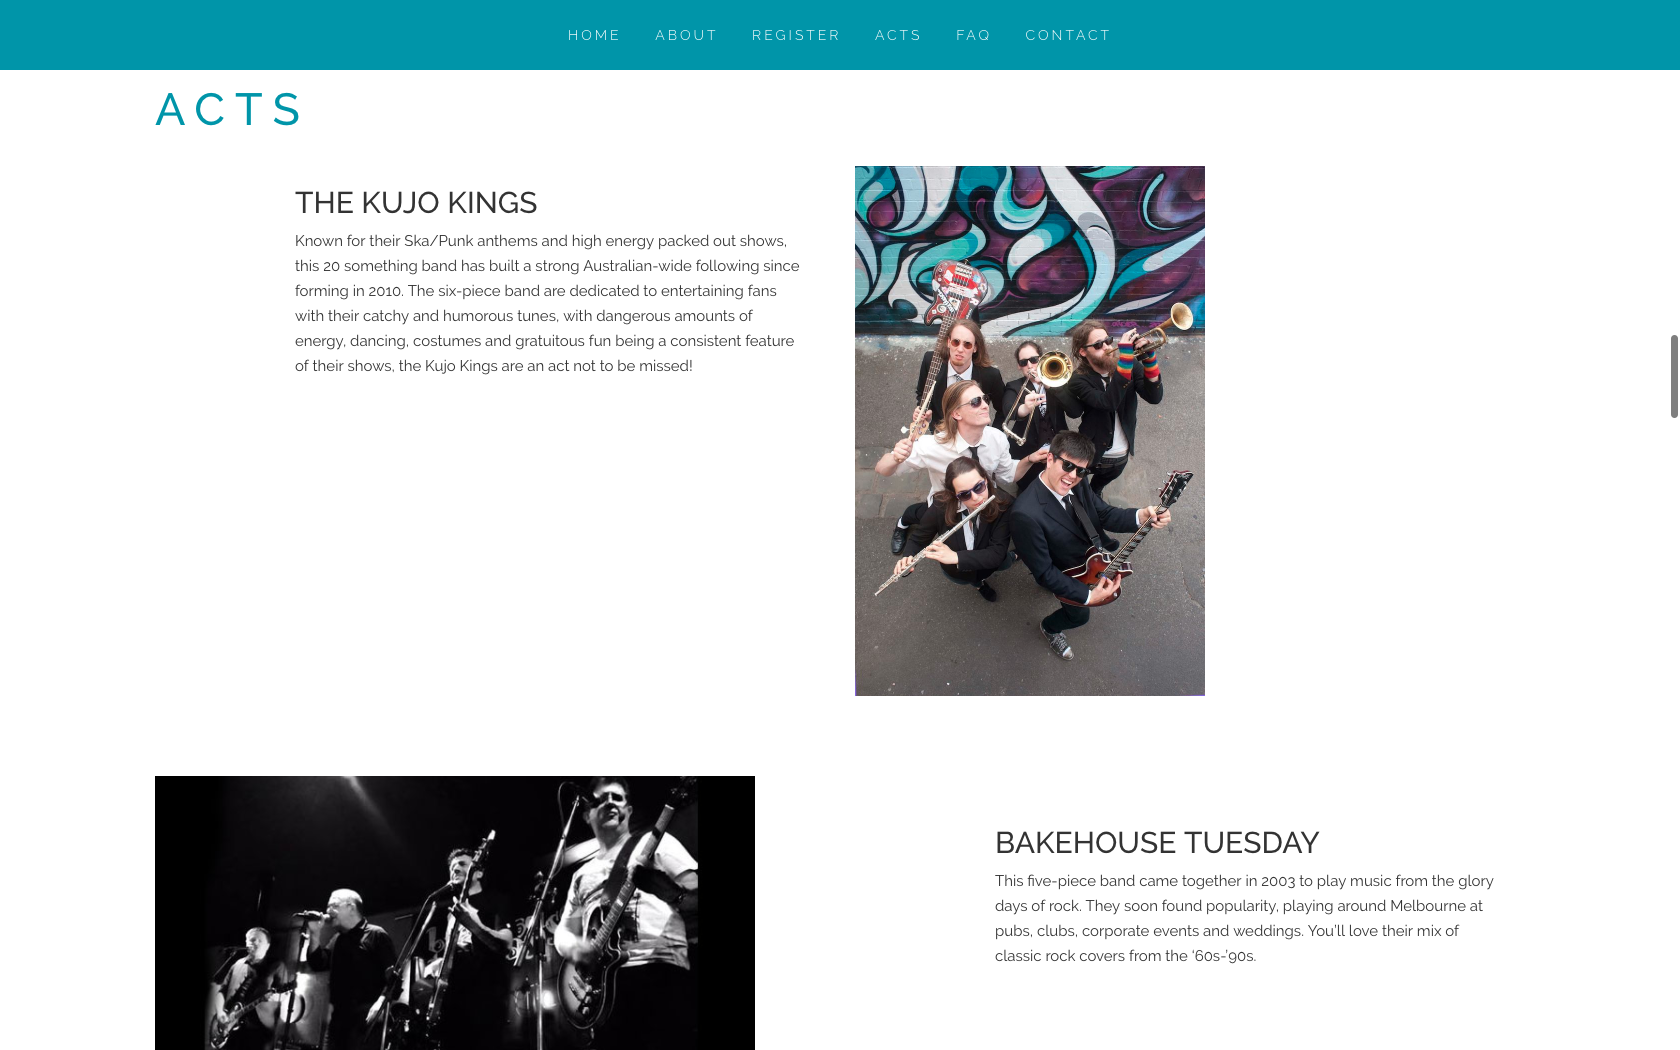 HOME ABOUT REGISTER ACTS FAQ CONTACT
ACTS
THE KUJO KINGS
Known for their Ska/Punk anthems and high energy packed out shows,
this 20 something band has built a strong Australian-wide following since
forming in 2010. The six-piece band are dedicated to entertaining fans
with their catchy and humorous tunes, with dangerous amounts of
energy, dancing, costumes and gratuitous fun being a consistent feature
of their shows, the Kujo Kings are an act not to be missed!
BAKEHOUSE TUESDAY
This five-piece band came together in 2003 to play music from the glory
days of rock. They soon found popularity, playing around Melbourne at
pubs, clubs, corporate events and weddings. You'll love their mix of
classic rock covers from the ‘60s-’90s.